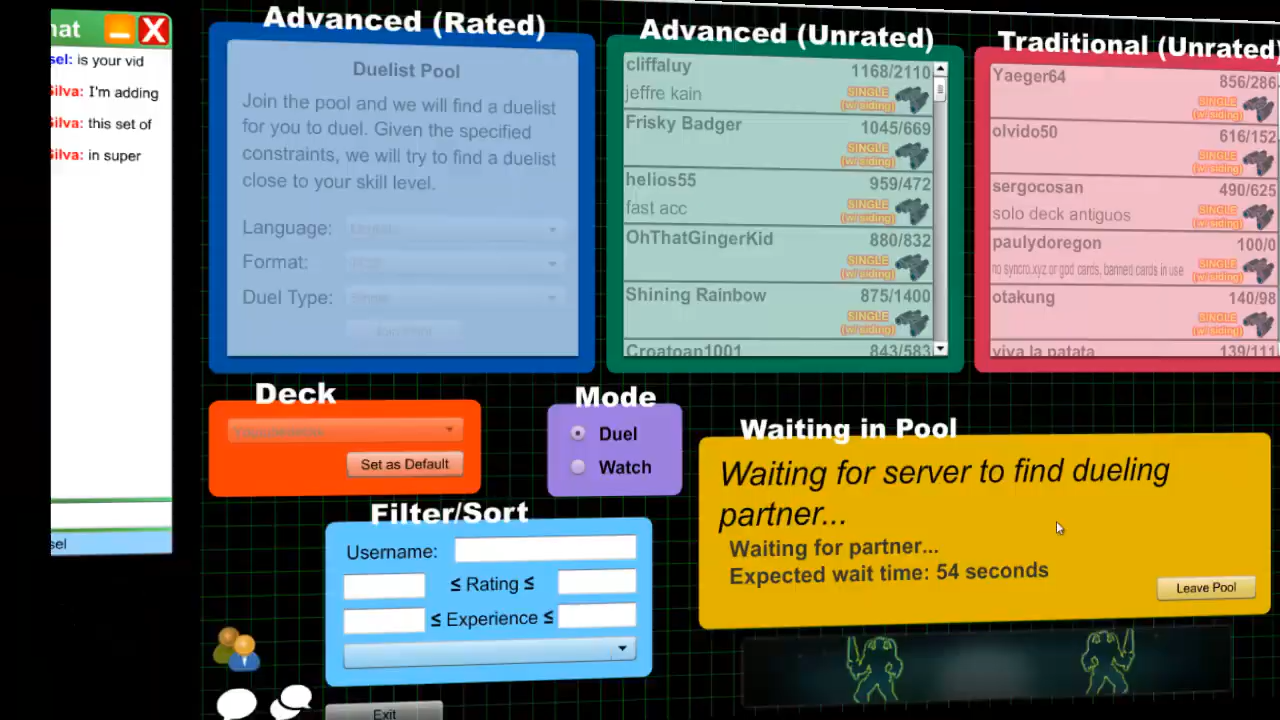 hat
sel: is your vid
Silva: I'm adding
Silva: this set of
Silva: in super
sel
Advanced (Rated)
Duelist Pool
Join the pool and we will find a duelist
for you to duel. Given the specified
constraints, we will try to find a duelist
close to your skill level.
Language:
Format:
Duel Type:
Advanced (Unrated)
cliffaluy 1168/2110
jeffre kain SINGLE
(w/siding)
Frisky Badger 1045/669
SINGLE
(w/siding)
helios55 959/472
fast acc SINGLE
(w/siding)
OhThatGingerKid 880/832
SINGLE
(w/siding)
Shining Rainbow 875/1400
SINGLE
(w/siding)
Croatoan1001 843/583
Traditional (Unrated)
Yaeger64 856/286
SINGLE
(w/siding)
olvido50 616/152
SINGLE
(w/siding)
sergocosan 490/625
solo deck antiguos SINGLE
(w/siding)
paulydoregon 100/0
no syncro.xyz or god cards, banned cards in use SINGLE
(w/siding)
otakung 140/98
SINGLE
(w/siding)
viva la patata 139/111
Deck
Set as Default
Mode
Duel
Watch
Filter/Sort
Username:
≤ Rating ≤
≤ Experience ≤
Exit
Waiting in Pool
Waiting for server to find dueling
partner...
Waiting for partner...
Expected wait time: 54 seconds
Leave Pool